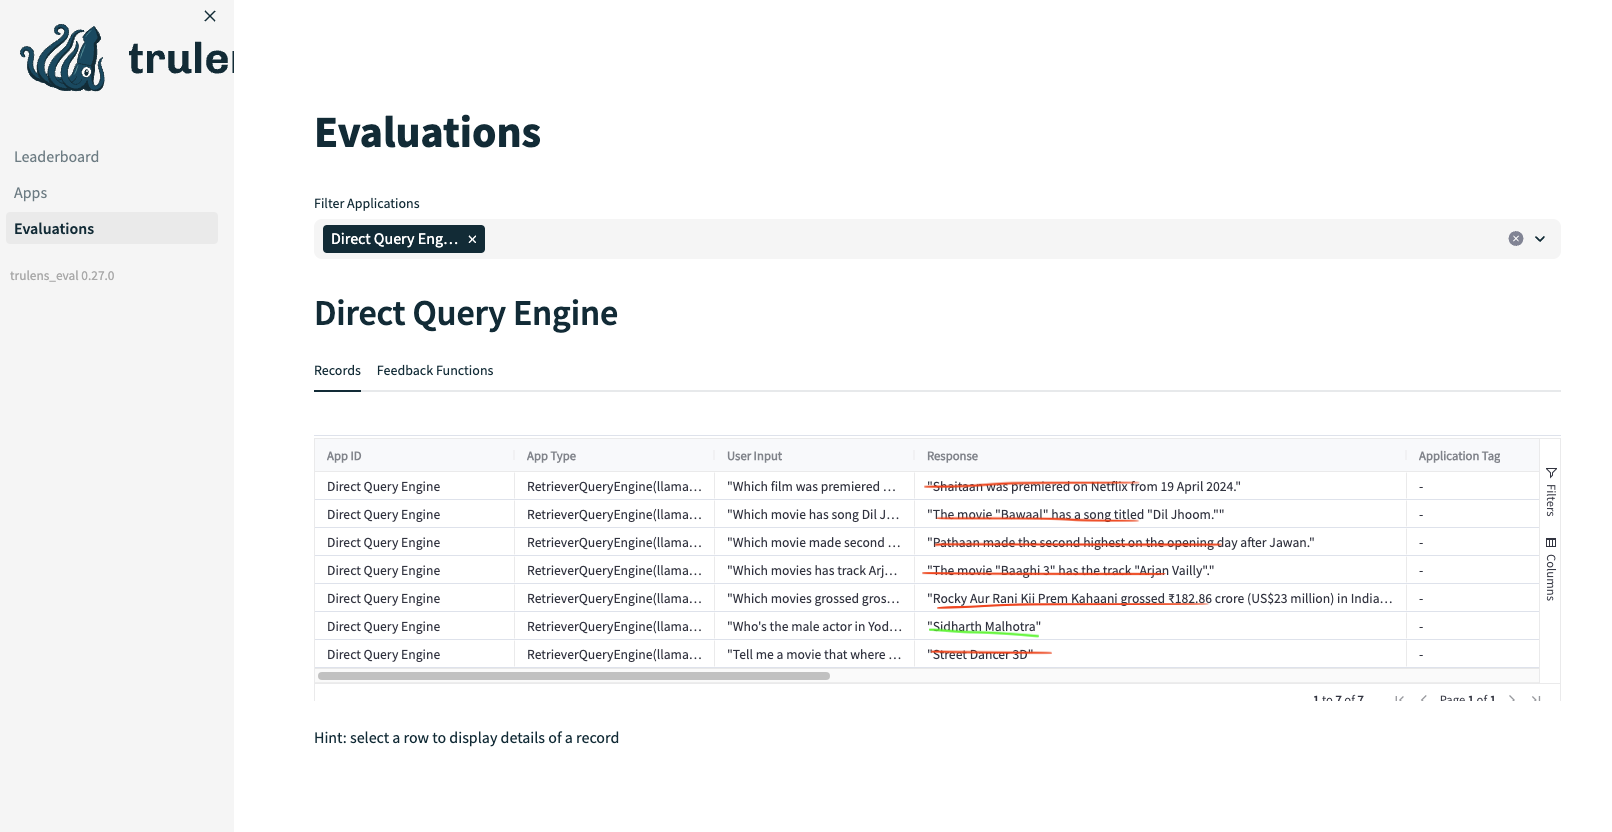 trule
Leaderboard
Apps
Evaluations
trulens_eval 0.27.0
Evaluations
Filter Applications
Direct Query Eng...
Direct Query Engine
Records Feedback Functions
App ID App Type User Input Response Application Tag
Direct Query Engine RetrieverQueryEngine(llama... "Which film was premiered ... "Shaitaan was premiered on Netflix from 19 April 2024." -
Direct Query Engine RetrieverQueryEngine(llama... "Which movie has song Dil J... "The movie "Bawaal" has a song titled "Dil Jhoom."" -
Direct Query Engine RetrieverQueryEngine(llama... "Which movie made second ... "Pathaan made the second highest on the opening day after Jawan." -
Direct Query Engine RetrieverQueryEngine(llama... "Which movies has track Arj... "The movie "Baaghi 3" has the track "Arjan Vailly"." -
Direct Query Engine RetrieverQueryEngine(llama... "Which movies grossed gros... "Rocky Aur Rani Kii Prem Kahaani grossed ₹182.86 crore (US$23 million) in India... -
Direct Query Engine RetrieverQueryEngine(llama... "Who's the male actor in Yod... "Sidharth Malhotra" -
Direct Query Engine RetrieverQueryEngine(llama... "Tell me a movie that where ... "Street Dancer 3D" -
Filters
Columns
1 to 7 of 7 Page 1 of 1
Hint: select a row to display details of a record